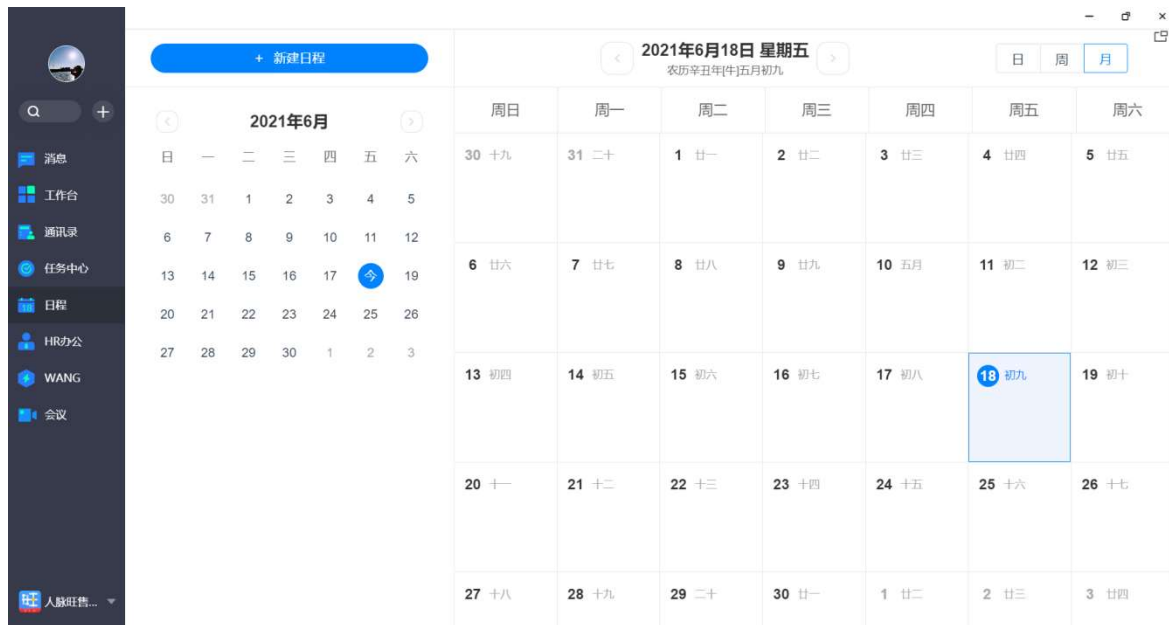 消息
工作台
通讯录
任务中心
日程
HR办公
WANG
会议
人脉旺售...
+ 新建日程
2021年6月
日 一 二 三 四 五 六
30 31 1 2 3 4 5
6 7 8 9 10 11 12
13 14 15 16 17 今 19
20 21 22 23 24 25 26
27 28 29 30 1 2 3
2021年6月18日 星期五
农历辛丑年[牛]五月初九
日 周 月
周日 周一 周二 周三 周四 周五 周六
30 十九 31 二十 1 廿一 2 廿二 3 廿三 4 廿四 5 廿五
6 廿六 7 廿七 8 廿八 9 廿九 10 五月 11 初二 12 初三
13 初四 14 初五 15 初六 16 初七 17 初八 18 初九 19 初十
20 十一 21 十二 22 十三 23 十四 24 十五 25 十六 26 十七
27 十八 28 十九 29 二十 30 廿一 1 廿二 2 廿三 3 廿四